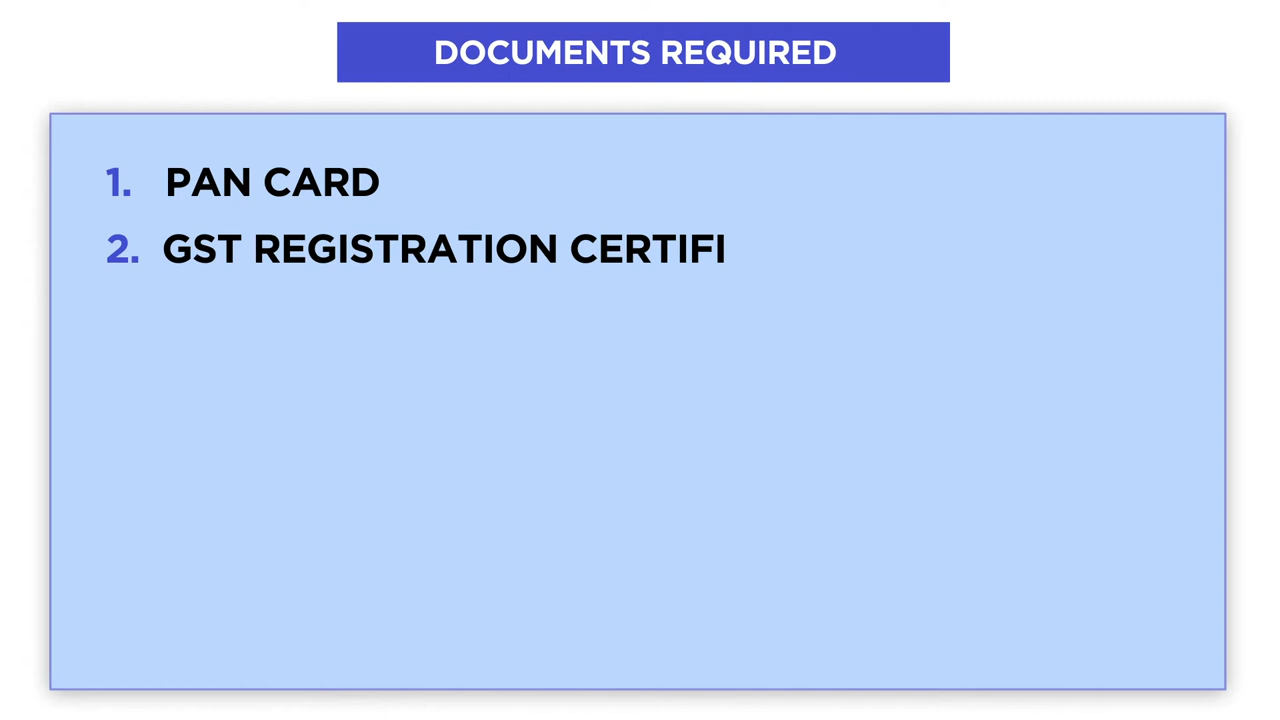 DOCUMENTS REQUIRED
1. PAN CARD
2. GST REGISTRATION CERTIFI